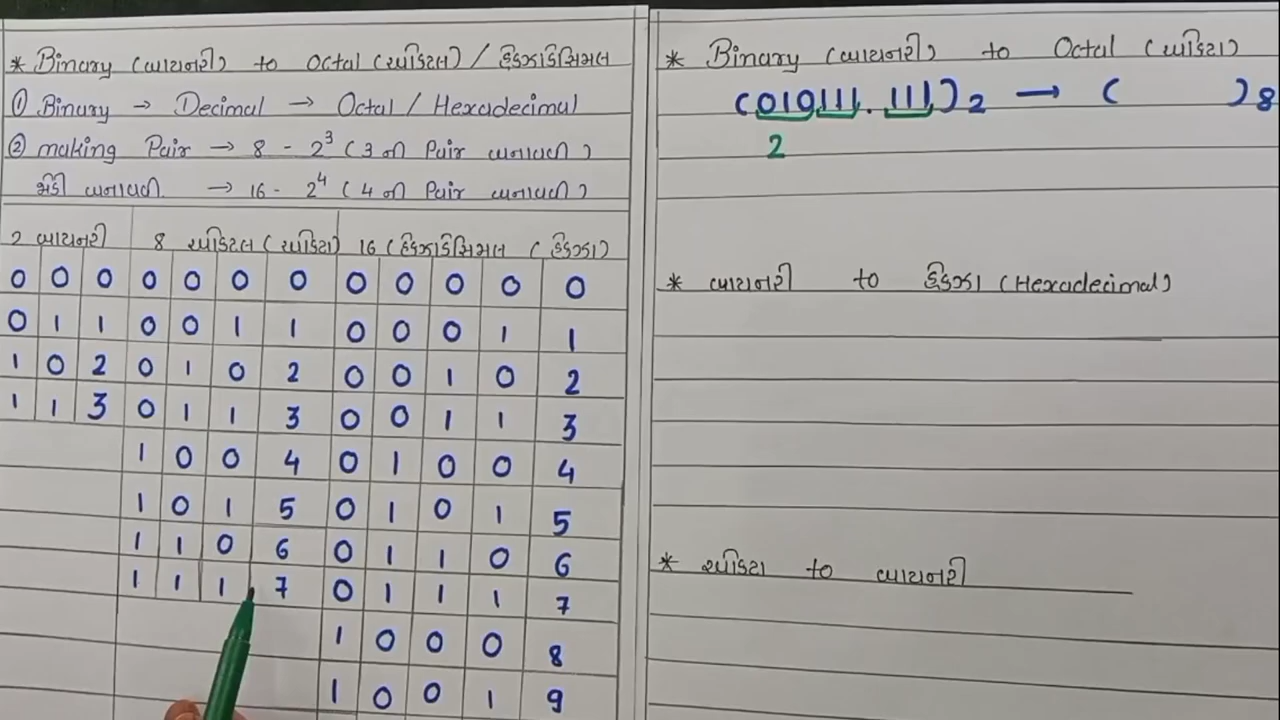 * Binary (બાયનરી) to Octal (ઓક્ટલ) / હેક્ઝાડેસિમલ
① Binary → Decimal → Octal / Hexadecimal
② making Pair → 8 - 2³ ( 3 ની Pair બનાવવી )
બનાવવી → 16 - 2⁴ ( 4 ની Pair બનાવવી )
2 બાયનરી 8 ઓક્ટલ ( ઓક્ટા ) 16 ( હેક્ઝાડેસિમલ ( હેક્ઝા )
0 0 0 0 0 0 0 0 0 0 0 0
0 1 1 0 0 1 1 0 0 0 1 1
1 0 2 0 1 0 2 0 0 1 0 2
1 1 3 0 1 1 3 0 0 1 1 3
1 0 0 4 0 1 0 0 4
1 0 1 5 0 1 0 1 5
1 1 0 6 0 1 1 0 6
1 1 1 7 0 1 1 1 7
1 0 0 0 8
1 0 0 1 9
* Binary (બાયનરી) to Octal (ઓક્ટા)
(010111.111)₂ → ( )₈
2
* બાયનરી to હેક્ઝા (Hexadecimal)
* ઓક્ટા to બાયનરી